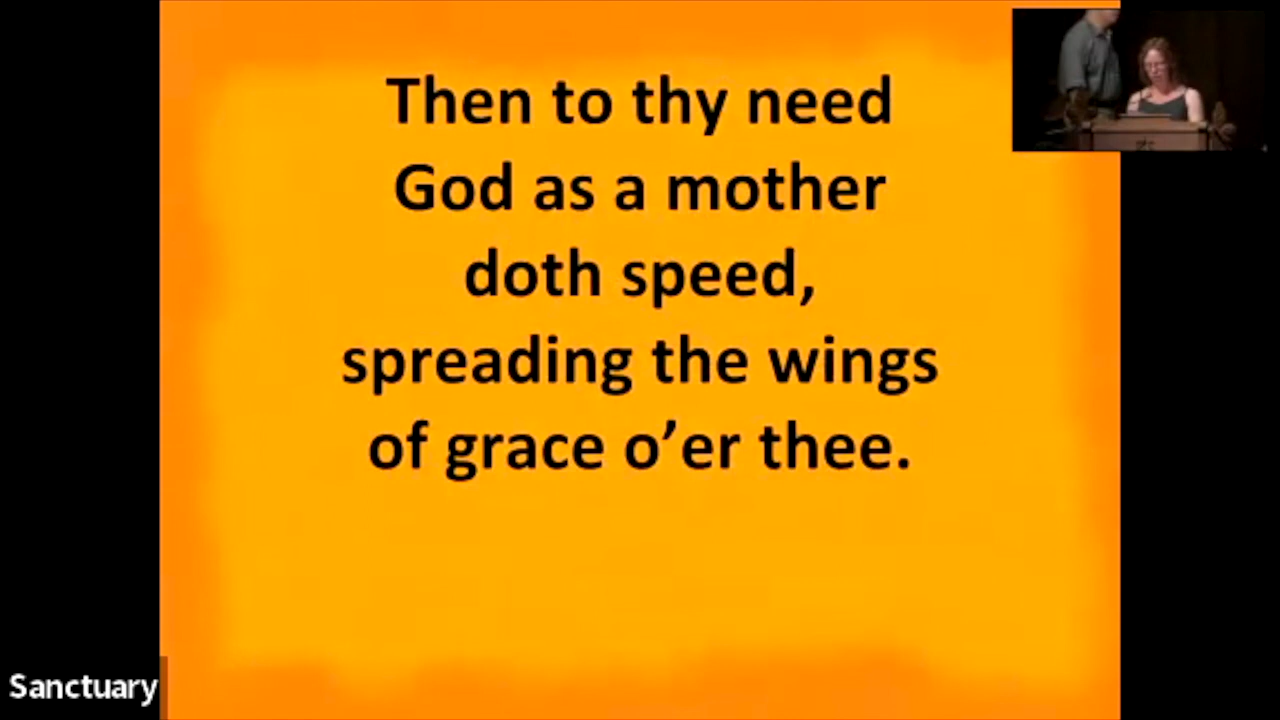 Then to thy need
God as a mother
doth speed,
spreading the wings
of grace o’er thee.
Sanctuary